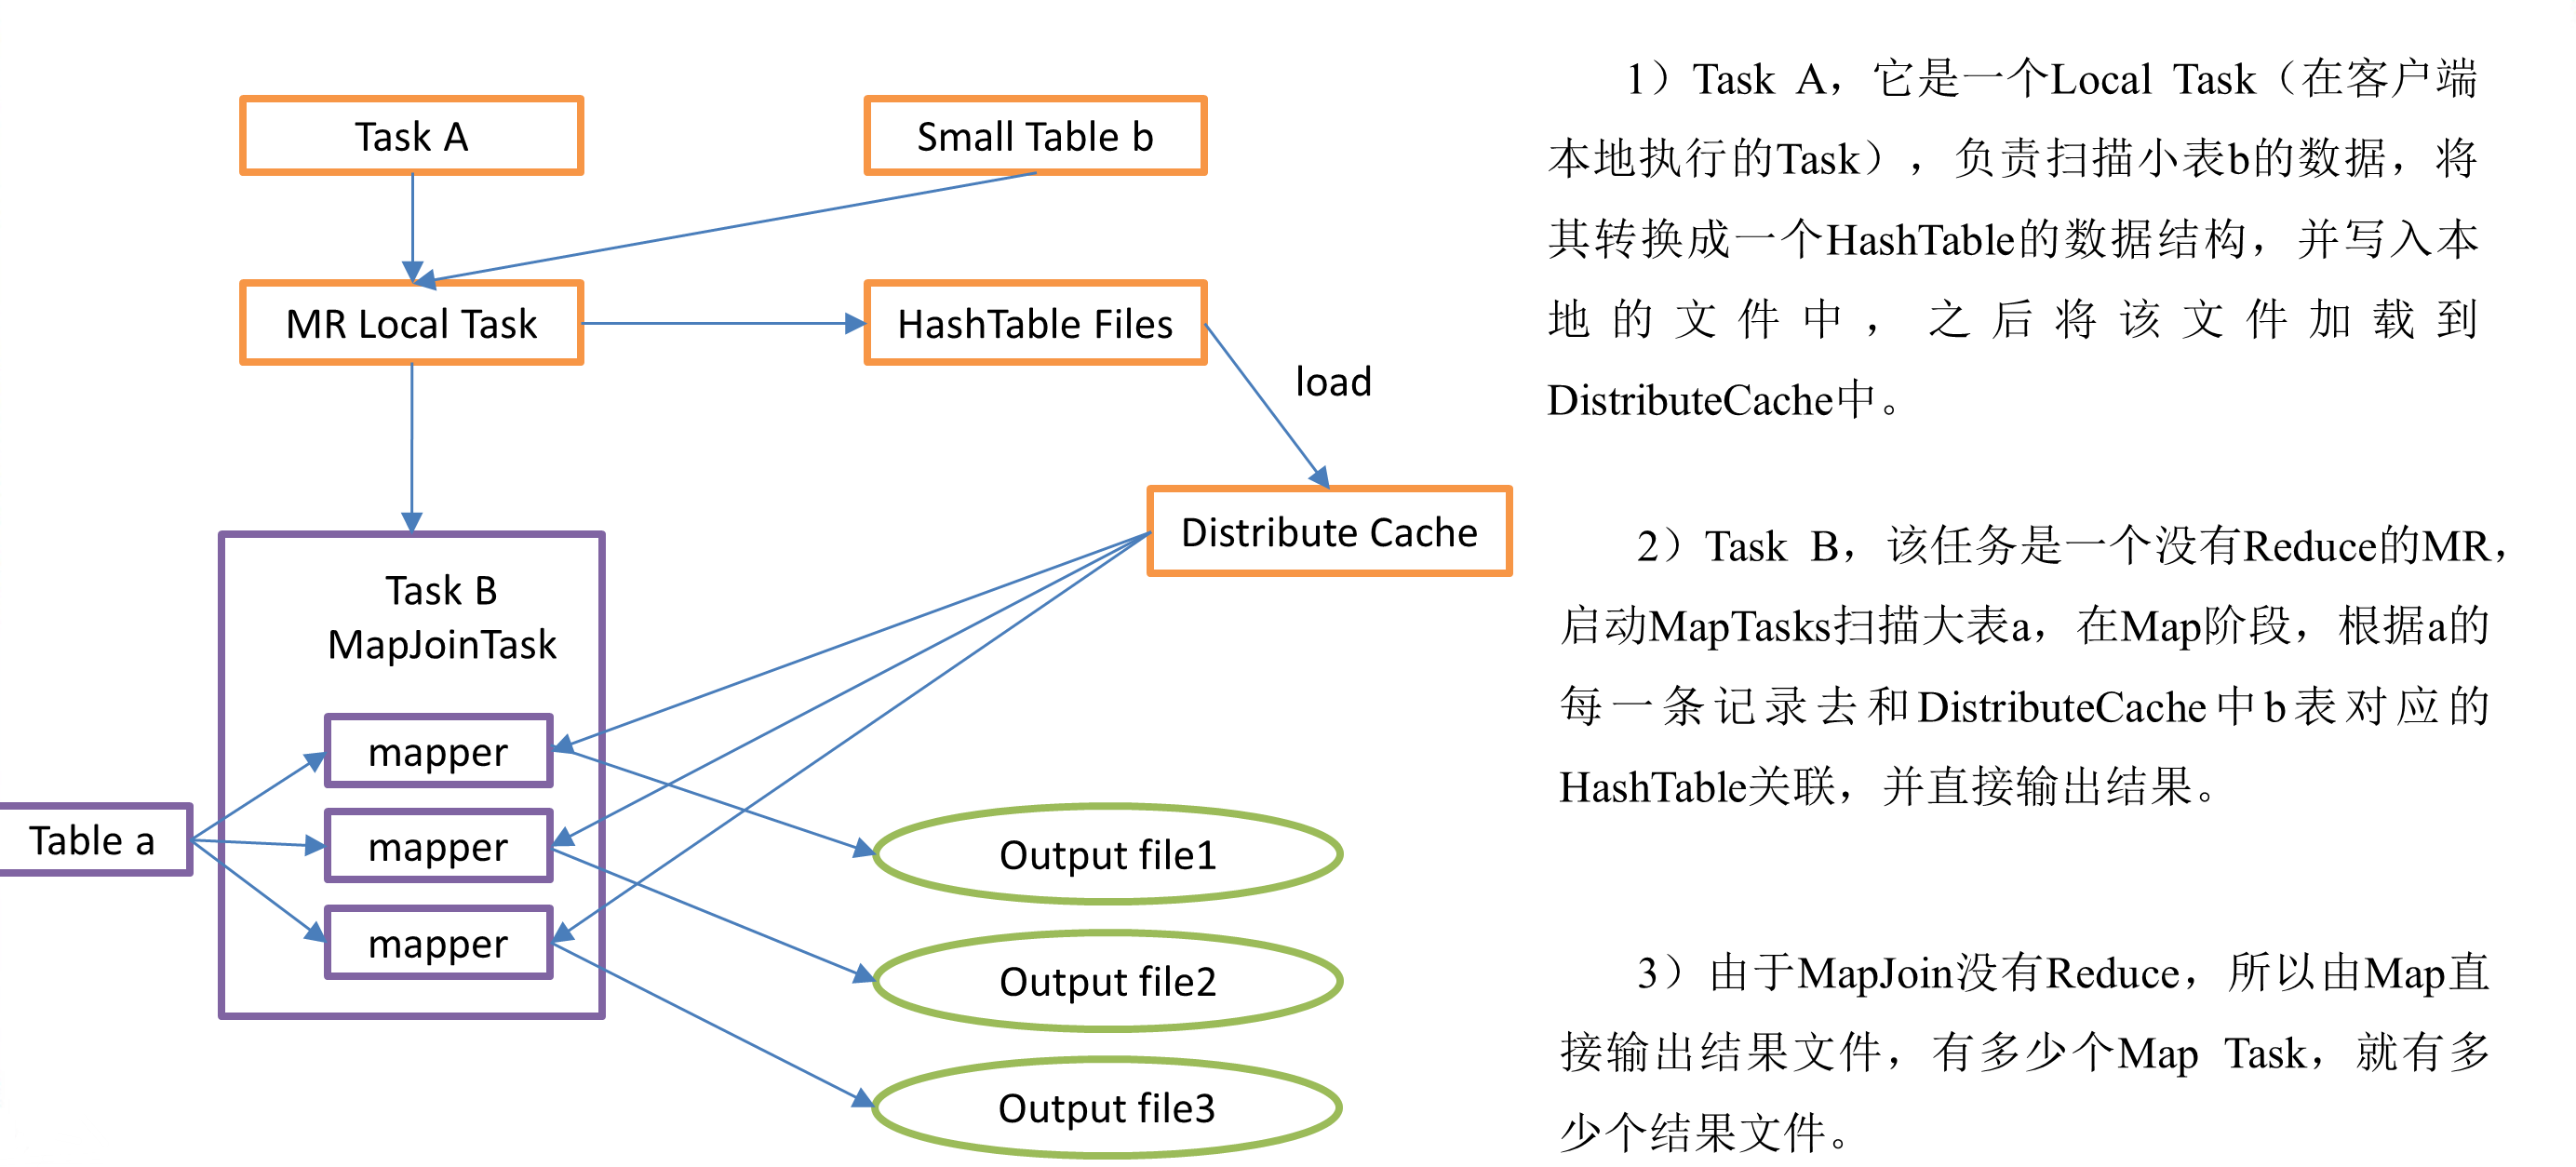 Task A
Small Table b
MR Local Task
HashTable Files
load
Distribute Cache
Task B
MapJoinTask
mapper
mapper
mapper
Table a
Output file1
Output file2
Output file3
1）Task A，它是一个Local Task（在客户端
本地执行的Task），负责扫描小表b的数据，将
其转换成一个HashTable的数据结构，并写入本
地的文件中，之后将该文件加载到
DistributeCache中。
2）Task B，该任务是一个没有Reduce的MR，
启动MapTasks扫描大表a，在Map阶段，根据a的
每一条记录去和DistributeCache中b表对应的
HashTable关联，并直接输出结果。
3）由于MapJoin没有Reduce，所以由Map直
接输出结果文件，有多少个Map Task，就有多
少个结果文件。